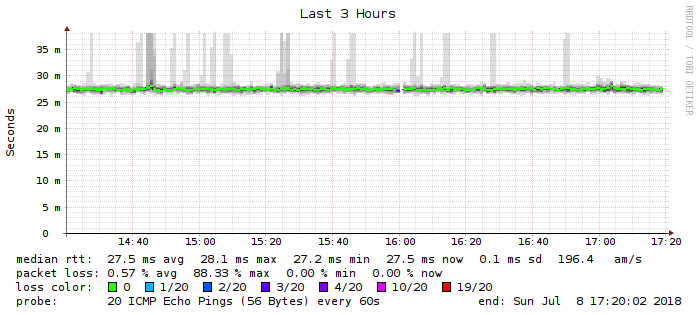 Last 3 Hours
RRDTOOL / TOBI OETIKER
Seconds
35 m
30 m
25 m
20 m
15 m
10 m
5 m
0
14:40 15:00 15:20 15:40 16:00 16:20 16:40 17:00 17:20
median rtt: 27.5 ms avg 28.1 ms max 27.2 ms min 27.5 ms now 0.1 ms sd 196.4 am/s
packet loss: 0.57 % avg 88.33 % max 0.00 % min 0.00 % now
loss color: 0 1/20 2/20 3/20 4/20 10/20 19/20
probe: 20 ICMP Echo Pings (56 Bytes) every 60s end: Sun Jul 8 17:20:02 2018